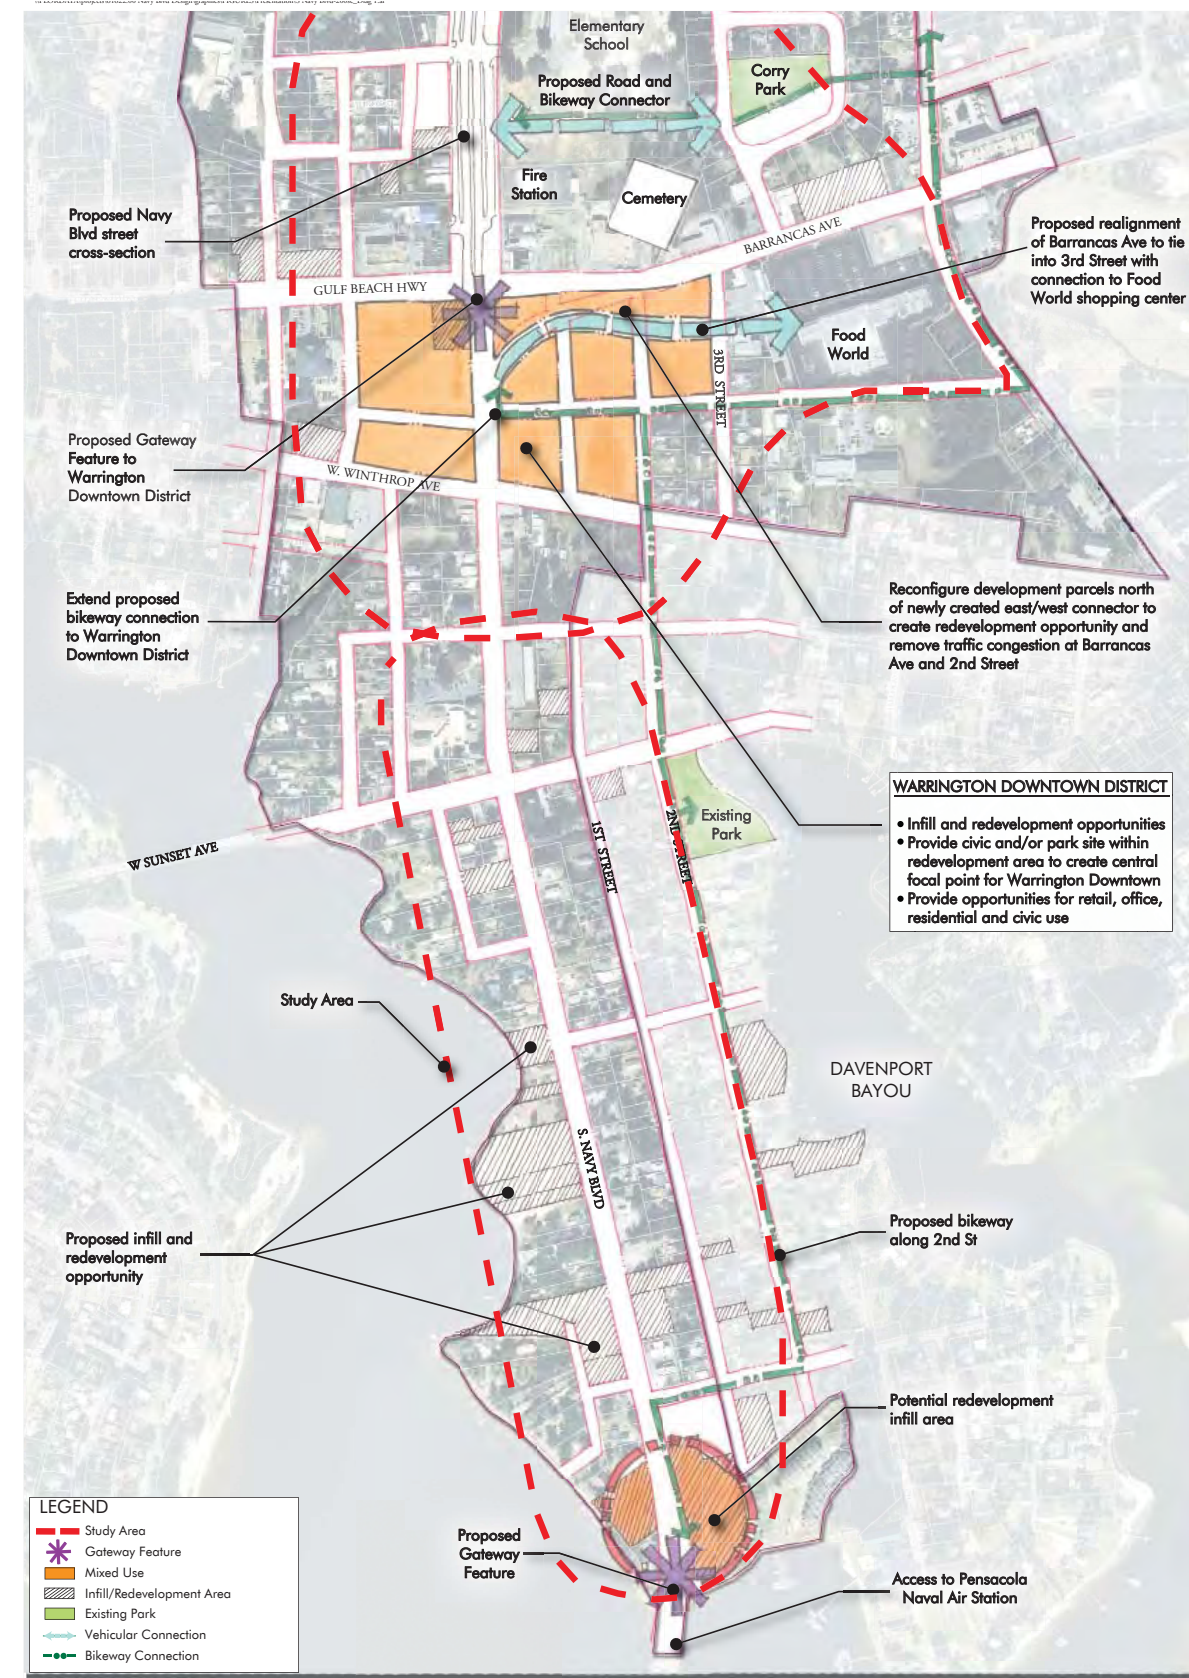 Elementary
School
Corry
Park
Proposed Road and
Bikeway Connector
Fire
Station
Cemetery
Proposed Navy
Blvd street
cross-section
BARRANCAS AVE
Proposed realignment
of Barrancas Ave to tie
into 3rd Street with
connection to Food
World shopping center
GULF BEACH HWY
Food
World
3RD STREET
Proposed Gateway
Feature to
Warrington
Downtown District
W. WINTHROP AVE
Extend proposed
bikeway connection
to Warrington
Downtown District
Reconfigure development parcels north
of newly created east/west connector to
create redevelopment opportunity and
remove traffic congestion at Barrancas
Ave and 2nd Street
WARRINGTON DOWNTOWN DISTRICT
• Infill and redevelopment opportunities
• Provide civic and/or park site within
redevelopment area to create central
focal point for Warrington Downtown
• Provide opportunities for retail, office,
residential and civic use
Existing
Park
W SUNSET AVE
1ST STREET
2ND STREET
Study Area
DAVENPORT
BAYOU
S. NAVY BLVD
Proposed infill and
redevelopment
opportunity
Proposed bikeway
along 2nd St
Potential redevelopment
infill area
Proposed
Gateway
Feature
Access to Pensacola
Naval Air Station
LEGEND
Study Area
Gateway Feature
Mixed Use
Infill/Redevelopment Area
Existing Park
Vehicular Connection
Bikeway Connection